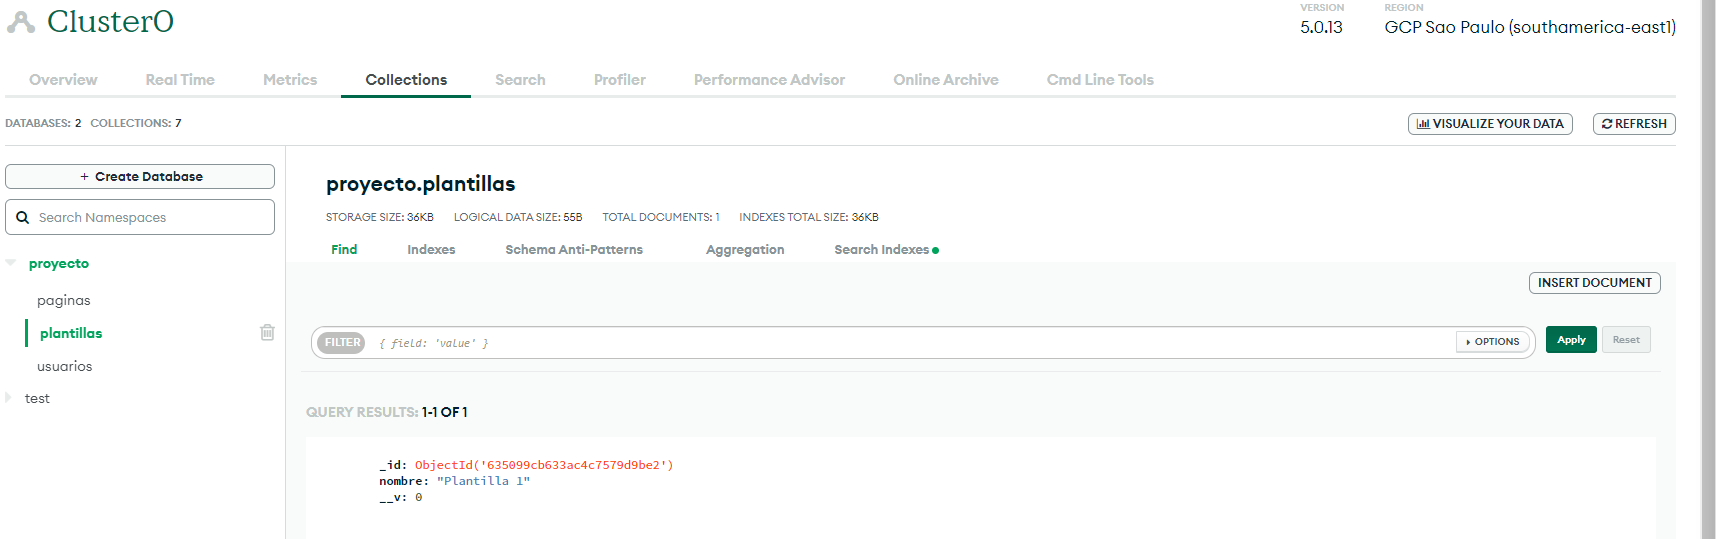 Cluster0
VERSION
5.0.13
REGION
GCP Sao Paulo (southamerica-east1)
Overview Real Time Metrics Collections Search Profiler Performance Advisor Online Archive Cmd Line Tools
DATABASES: 2 COLLECTIONS: 7
VISUALIZE YOUR DATA
REFRESH
+ Create Database
Search Namespaces
proyecto
paginas
plantillas
usuarios
test
proyecto.plantillas
STORAGE SIZE: 36KB LOGICAL DATA SIZE: 55B TOTAL DOCUMENTS: 1 INDEXES TOTAL SIZE: 36KB
Find Indexes Schema Anti-Patterns Aggregation Search Indexes
INSERT DOCUMENT
FILTER { field: 'value' } OPTIONS Apply Reset
QUERY RESULTS: 1-1 OF 1
_id: ObjectId('635099cb633ac4c7579d9be2')
nombre: "Plantilla 1"
__v: 0